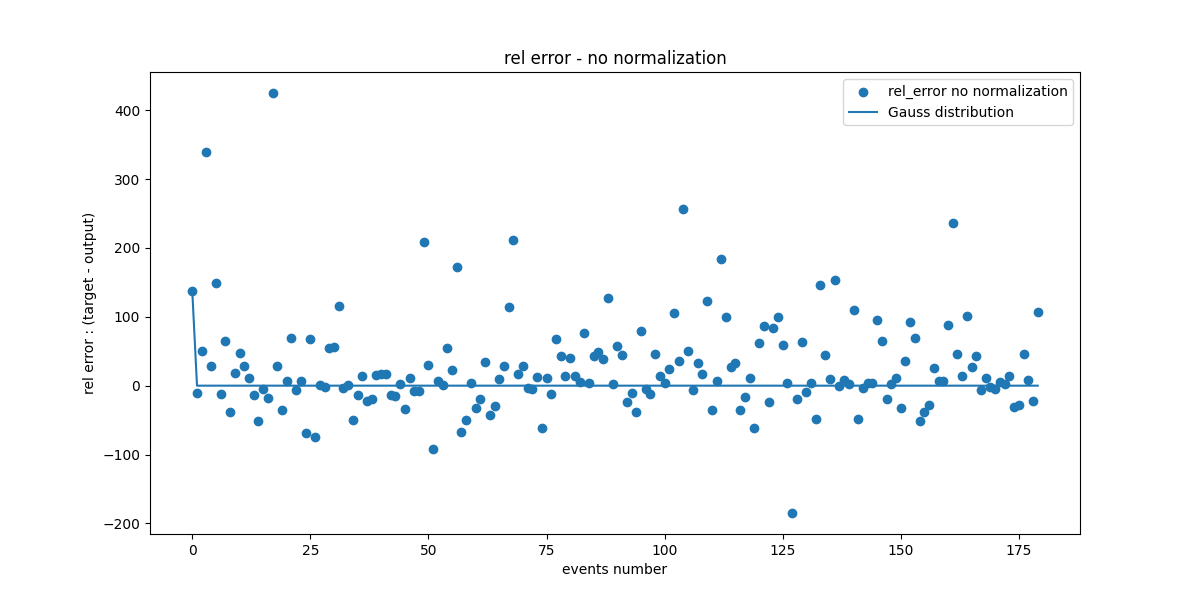 rel error - no normalization
rel_error no normalization
Gauss distribution
400
300
200
100
0
−100
−200
rel error : (target - output)
0 25 50 75 100 125 150 175
events number